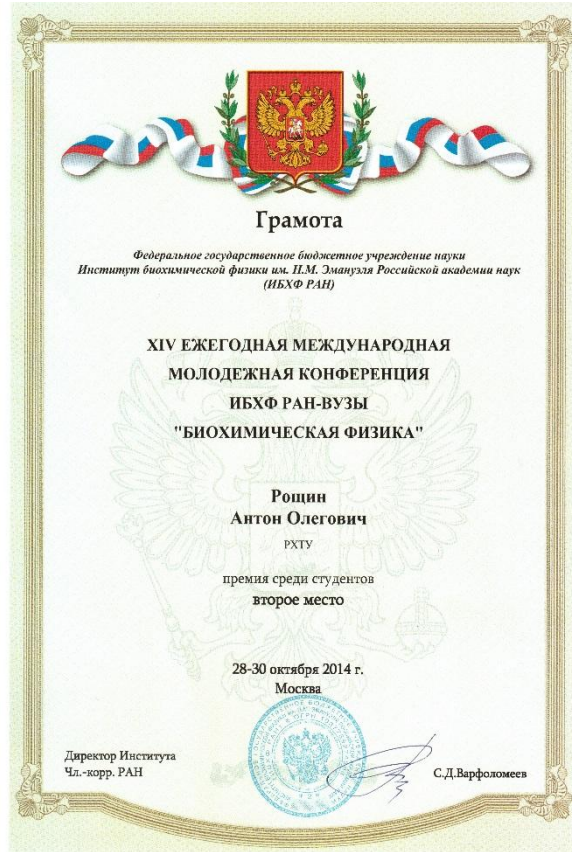 Грамота
Федеральное государственное бюджетное учреждение науки
Институт биохимической физики им. Н.М. Эмануэля Российской академии наук
(ИБХФ РАН)
XIV ЕЖЕГОДНАЯ МЕЖДУНАРОДНАЯ
МОЛОДЕЖНАЯ КОНФЕРЕНЦИЯ
ИБХФ РАН-ВУЗЫ
"БИОХИМИЧЕСКАЯ ФИЗИКА"
Рощин
Антон Олегович
РХТУ
премия среди студентов
второе место
28-30 октября 2014 г.
Москва
Директор Института
Чл.-корр. РАН
С.Д.Варфоломеев